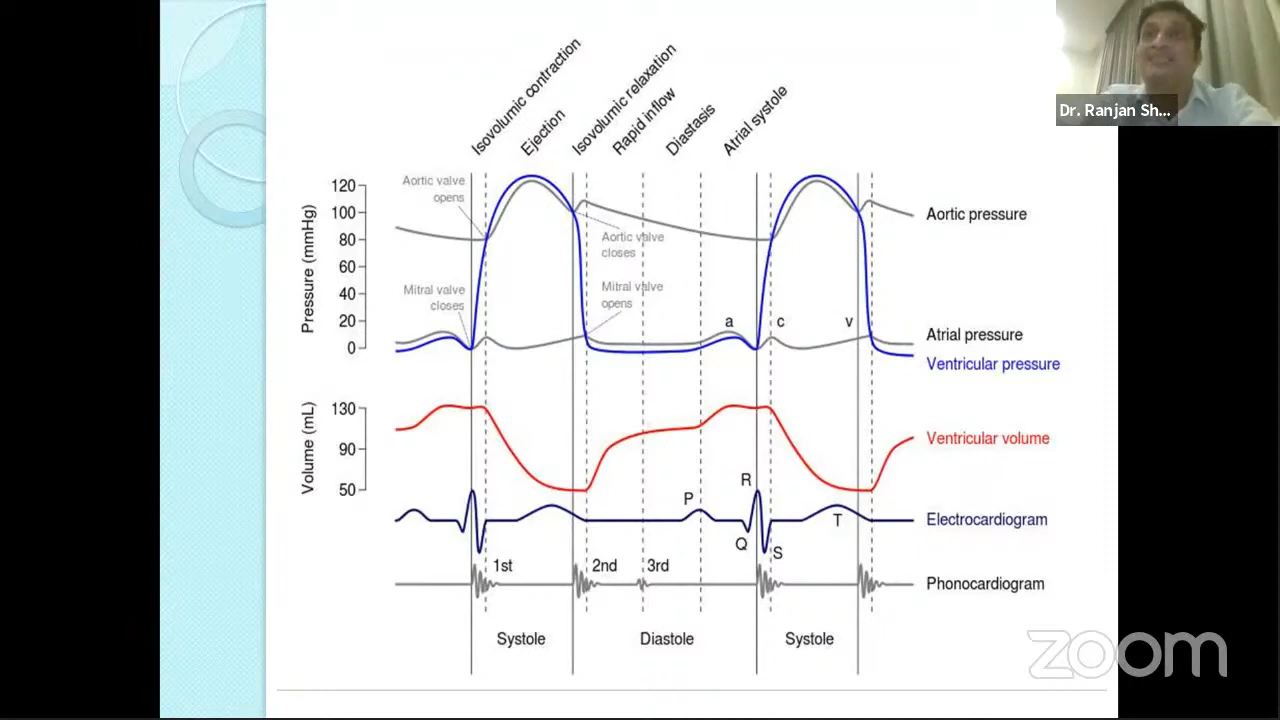 Dr. Ranjan Sh...
Isovolumic contraction
Ejection
Isovolumic relaxation
Rapid inflow
Diastasis
Atrial systole
Pressure (mmHg)
120
100
80
60
40
20
0
Aortic valve
opens
Aortic valve
closes
Mitral valve
closes
Mitral valve
opens
a
c
v
Aortic pressure
Atrial pressure
Ventricular pressure
Volume (mL)
130
90
50
Ventricular volume
P
R
Q
S
T
Electrocardiogram
1st
2nd
3rd
Phonocardiogram
Systole
Diastole
Systole
zoom